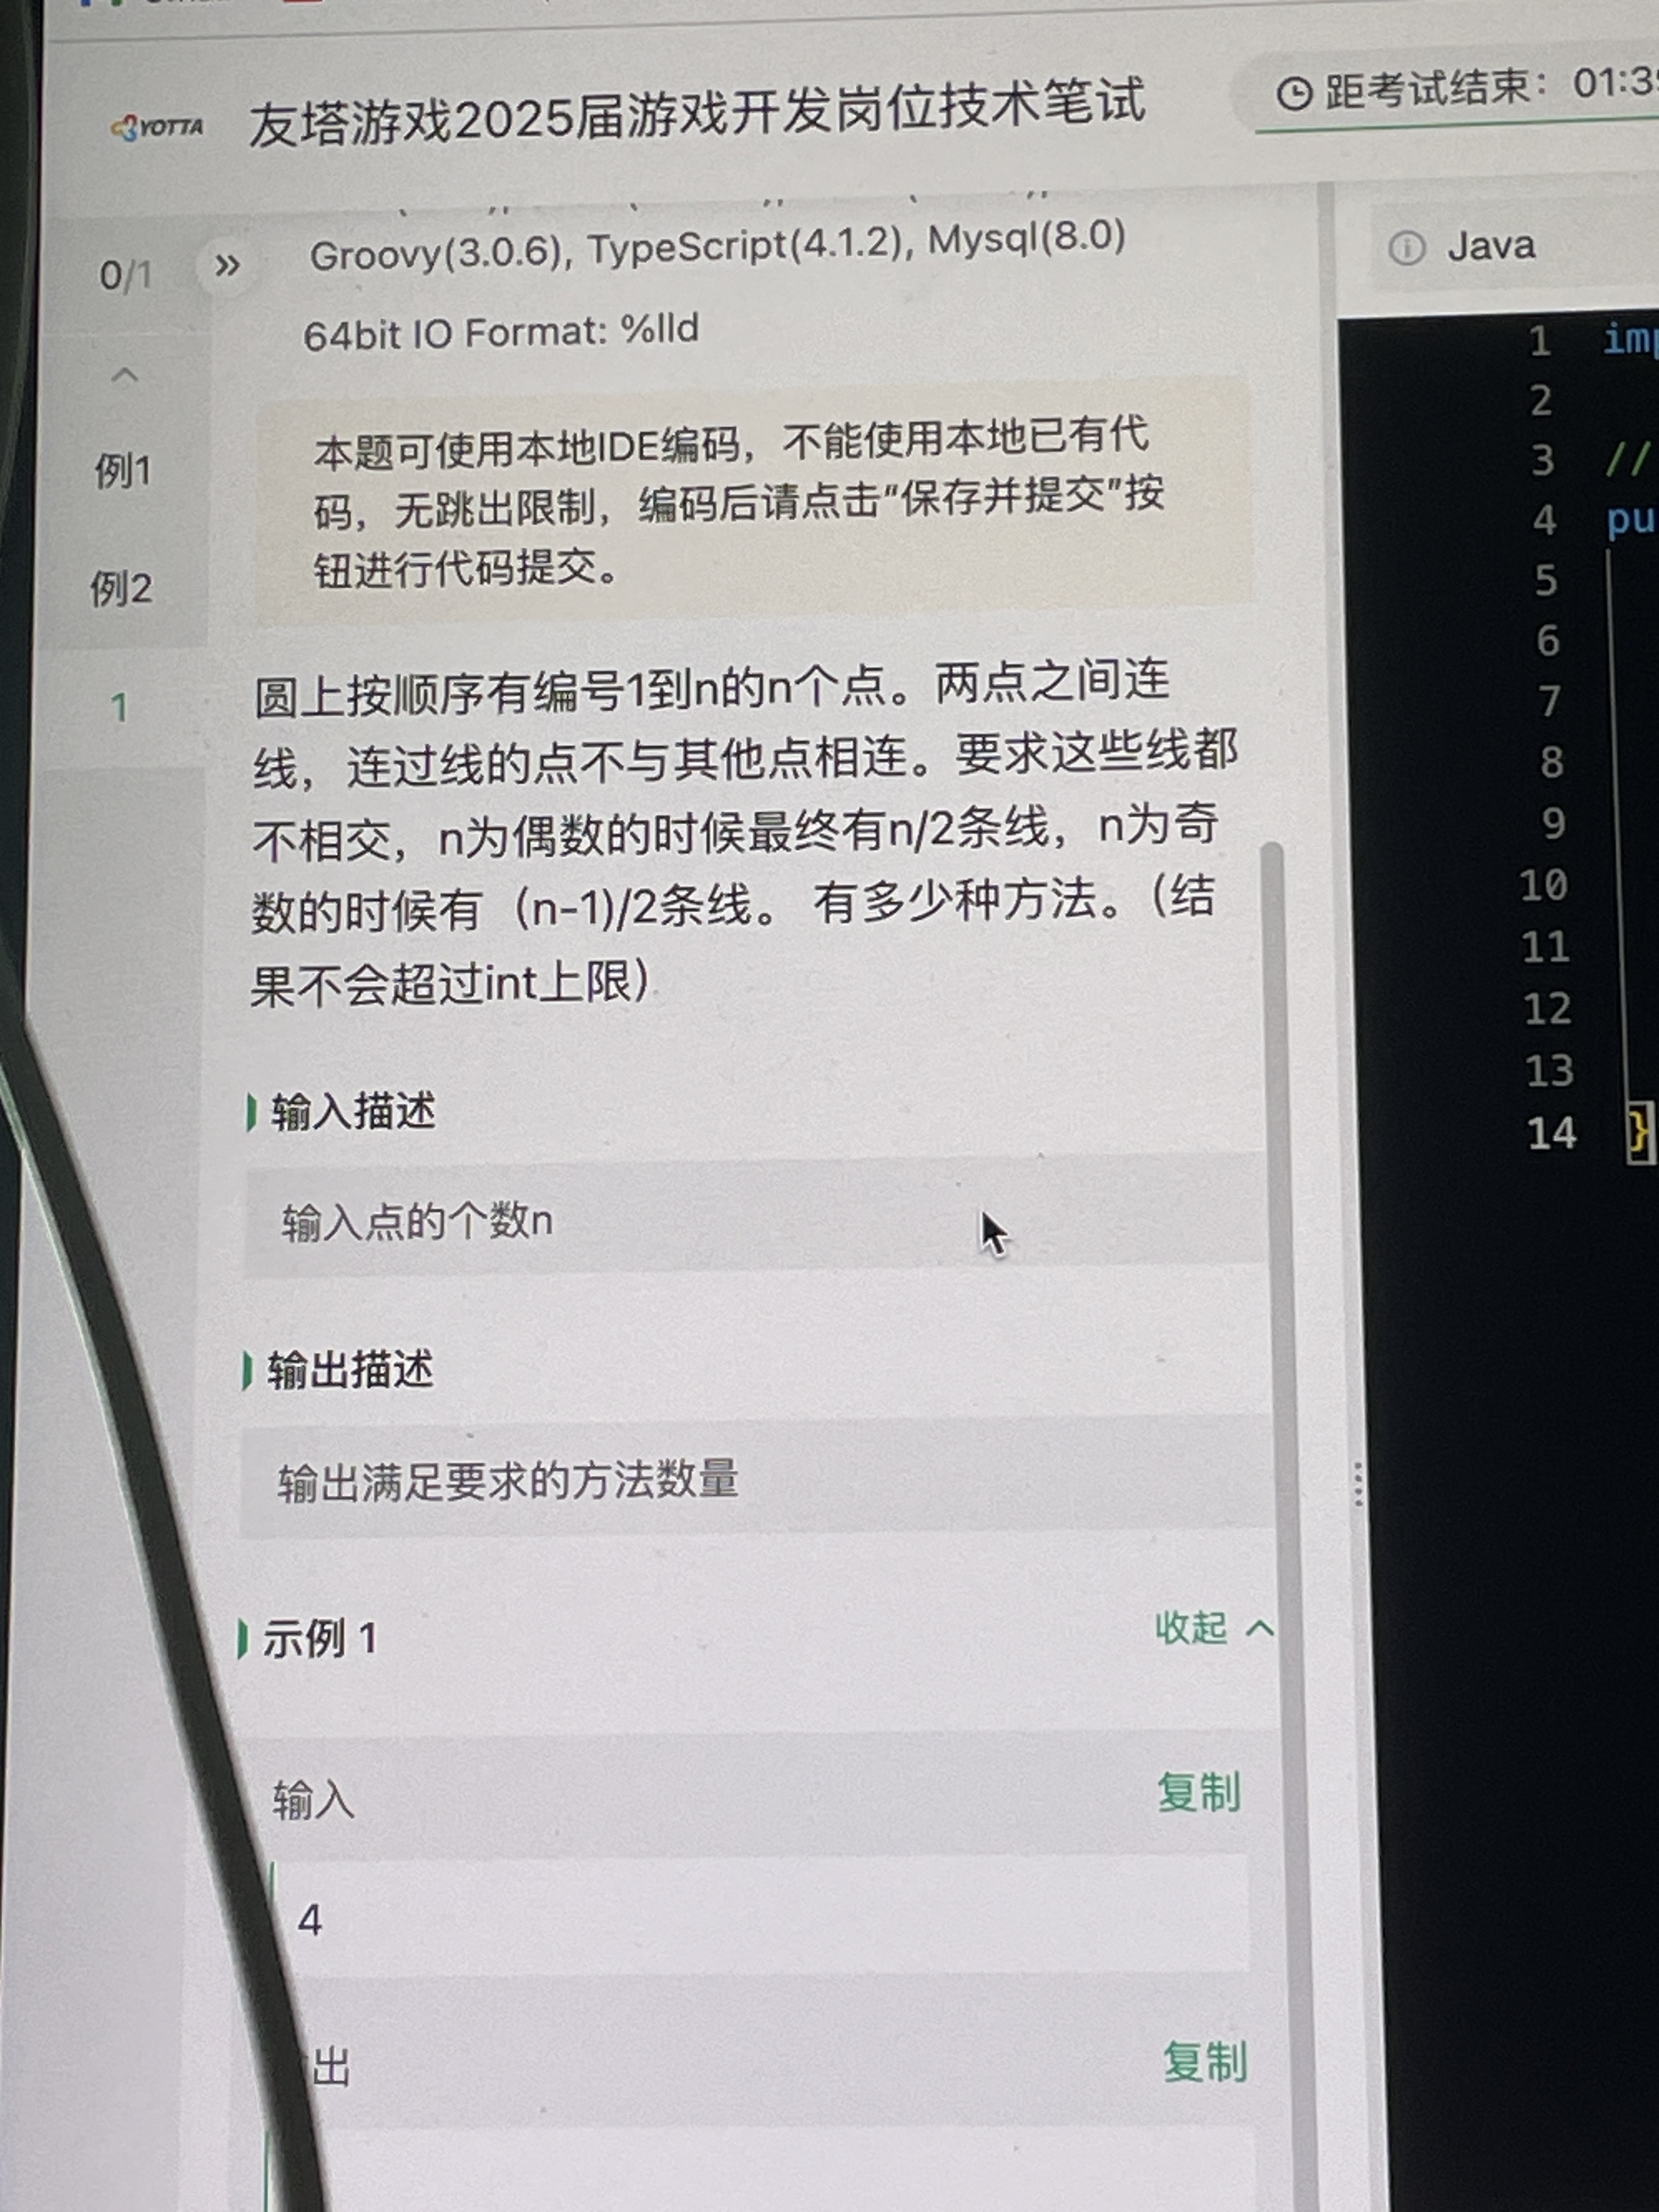 YOTTA
友塔游戏2025届游戏开发岗位技术笔试
距考试结束：01:3
0/1
»
Groovy(3.0.6), TypeScript(4.1.2), Mysql(8.0)
64bit IO Format: %lld
例1
例2
1
本题可使用本地IDE编码，不能使用本地已有代
码，无跳出限制，编码后请点击“保存并提交”按
钮进行代码提交。
圆上按顺序有编号1到n的n个点。两点之间连
线，连过线的点不与其他点相连。要求这些线都
不相交，n为偶数的时候最终有n/2条线，n为奇
数的时候有（n-1)/2条线。 有多少种方法。（结
果不会超过int上限）
输入描述
输入点的个数n
输出描述
输出满足要求的方法数量
示例 1
收起
输入
复制
4
出
复制
Java
1 imp
2
3 //
4 pu
5
6
7
8
9
10
11
12
13
14 }